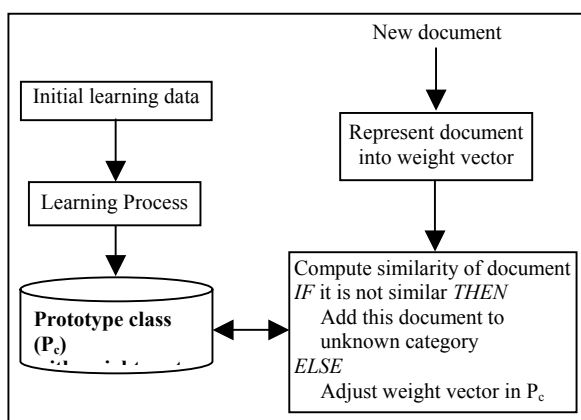 New document
Initial learning data
Represent document
into weight vector
Learning Process
Compute similarity of document
IF it is not similar THEN
Add this document to
unknown category
ELSE
Adjust weight vector in Pc
Prototype class
(Pc)